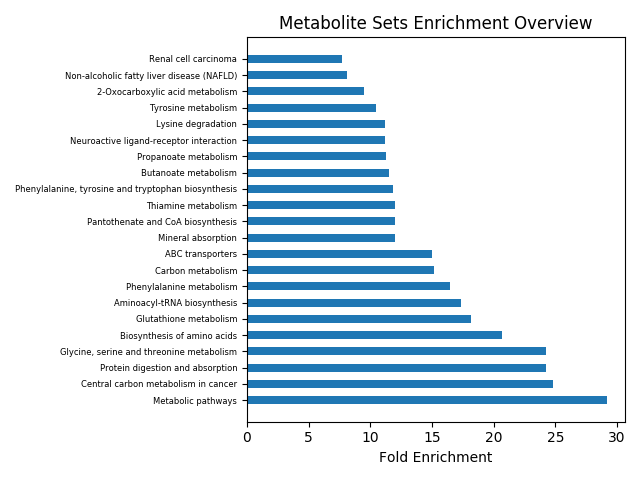 Metabolite Sets Enrichment Overview
Renal cell carcinoma
Non-alcoholic fatty liver disease (NAFLD)
2-Oxocarboxylic acid metabolism
Tyrosine metabolism
Lysine degradation
Neuroactive ligand-receptor interaction
Propanoate metabolism
Butanoate metabolism
Phenylalanine, tyrosine and tryptophan biosynthesis
Thiamine metabolism
Pantothenate and CoA biosynthesis
Mineral absorption
ABC transporters
Carbon metabolism
Phenylalanine metabolism
Aminoacyl-tRNA biosynthesis
Glutathione metabolism
Biosynthesis of amino acids
Glycine, serine and threonine metabolism
Protein digestion and absorption
Central carbon metabolism in cancer
Metabolic pathways
0 5 10 15 20 25 30
Fold Enrichment